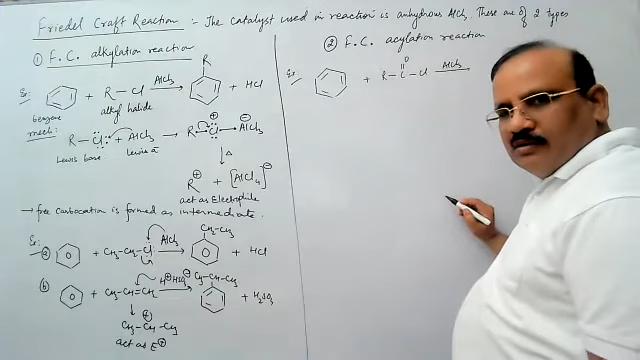 FRIEDEL CRAFT REACTION :- The catalyst used in reaction is anhydrous AlCl₃. These are of 2 types
① F.C. alkylation reaction
Ex:
R
+ R–Cl AlCl₃ → + HCl
benzene alkyl halide
mech:
R–Cl: + AlCl₃ → R–Cl⊕–AlCl₃⊖
Lewis base Lewis a
↓ Δ
R⊕ + [AlCl₄]⊖
act as Electrophile
→ free Carbocation is formed as intermediate.
Ex:
CH₂–CH₃
ⓐ + CH₃–CH₂–Cl AlCl₃ → + HCl
CH₃–CH–CH₃
ⓑ + CH₃–CH=CH₂ H⊕HSO₄⊖ → + H₂SO₄
↓
CH₃–CH–CH₃
⊕
act as E⊕
② F.C. acylation reaction
Ex
O
+ R–C–Cl AlCl₃ →